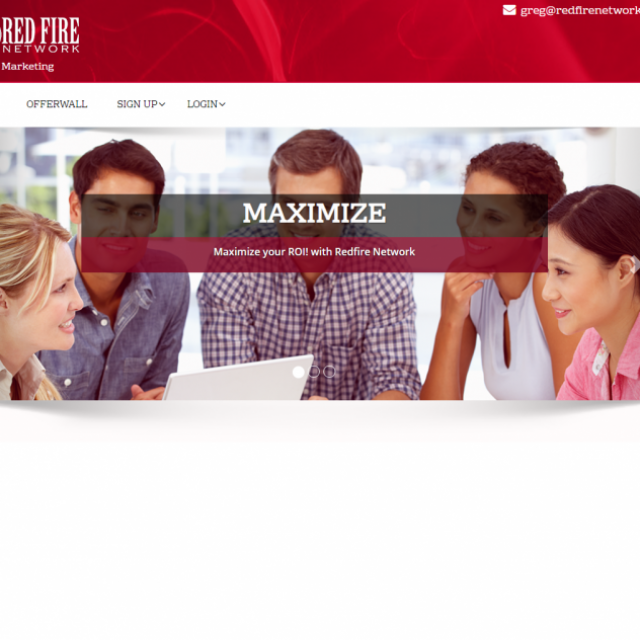 RED FIRE
NETWORK
Marketing
greg@redfirenetwork
OFFERWALL
SIGN UP
LOGIN
MAXIMIZE
Maximize your ROI! with Redfire Network